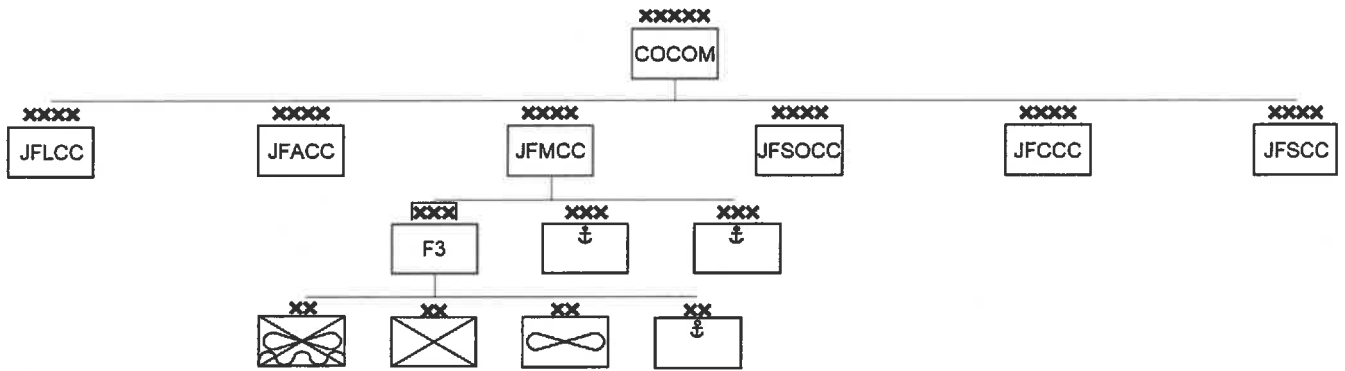 XXXXX
COCOM
XXXX XXXX XXXX XXXX XXXX XXXX
JFLCC JFACC JFMCC JFSOCC JFCCC JFSCC
XXX XXX XXX
F3
XX XX XX XX